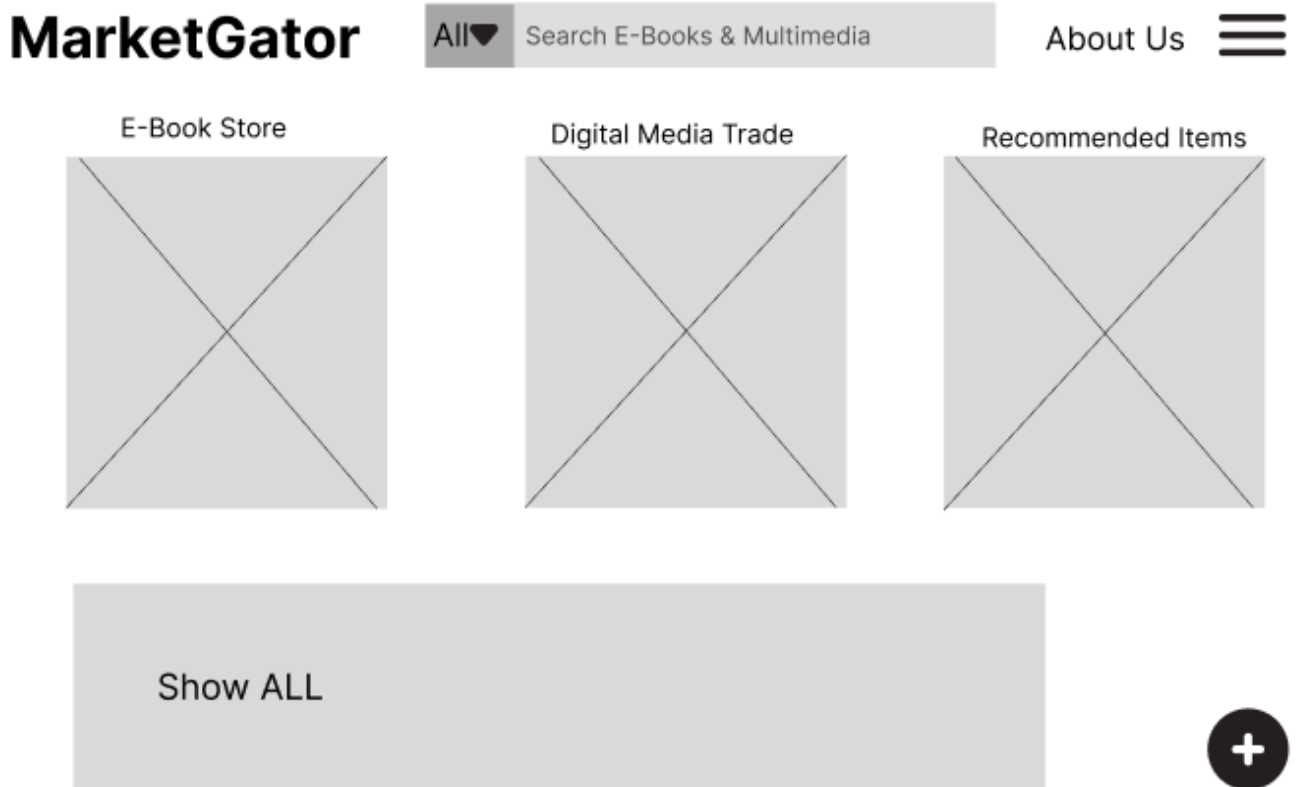 MarketGator
All
Search E-Books & Multimedia
About Us
E-Book Store
Digital Media Trade
Recommended Items
Show ALL